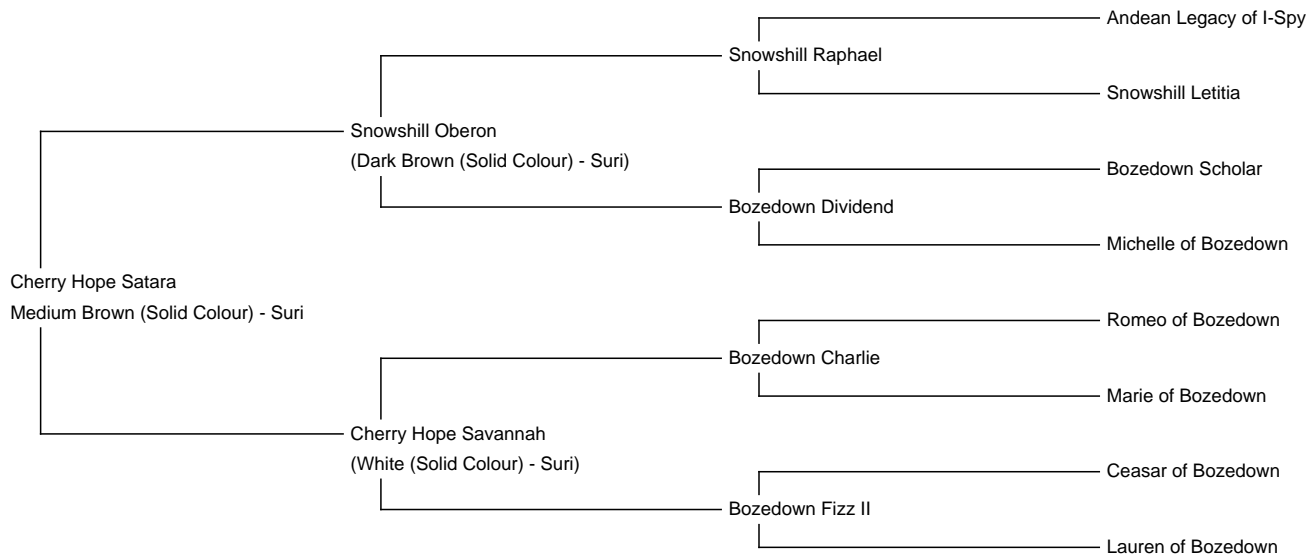 Andean Legacy of I-Spy
Snowshill Raphael
Snowshill Letitia
Snowshill Oberon
(Dark Brown (Solid Colour) - Suri)
Bozedown Scholar
Bozedown Dividend
Michelle of Bozedown
Cherry Hope Satara
Medium Brown (Solid Colour) - Suri
Romeo of Bozedown
Bozedown Charlie
Marie of Bozedown
Cherry Hope Savannah
(White (Solid Colour) - Suri)
Ceasar of Bozedown
Bozedown Fizz II
Lauren of Bozedown